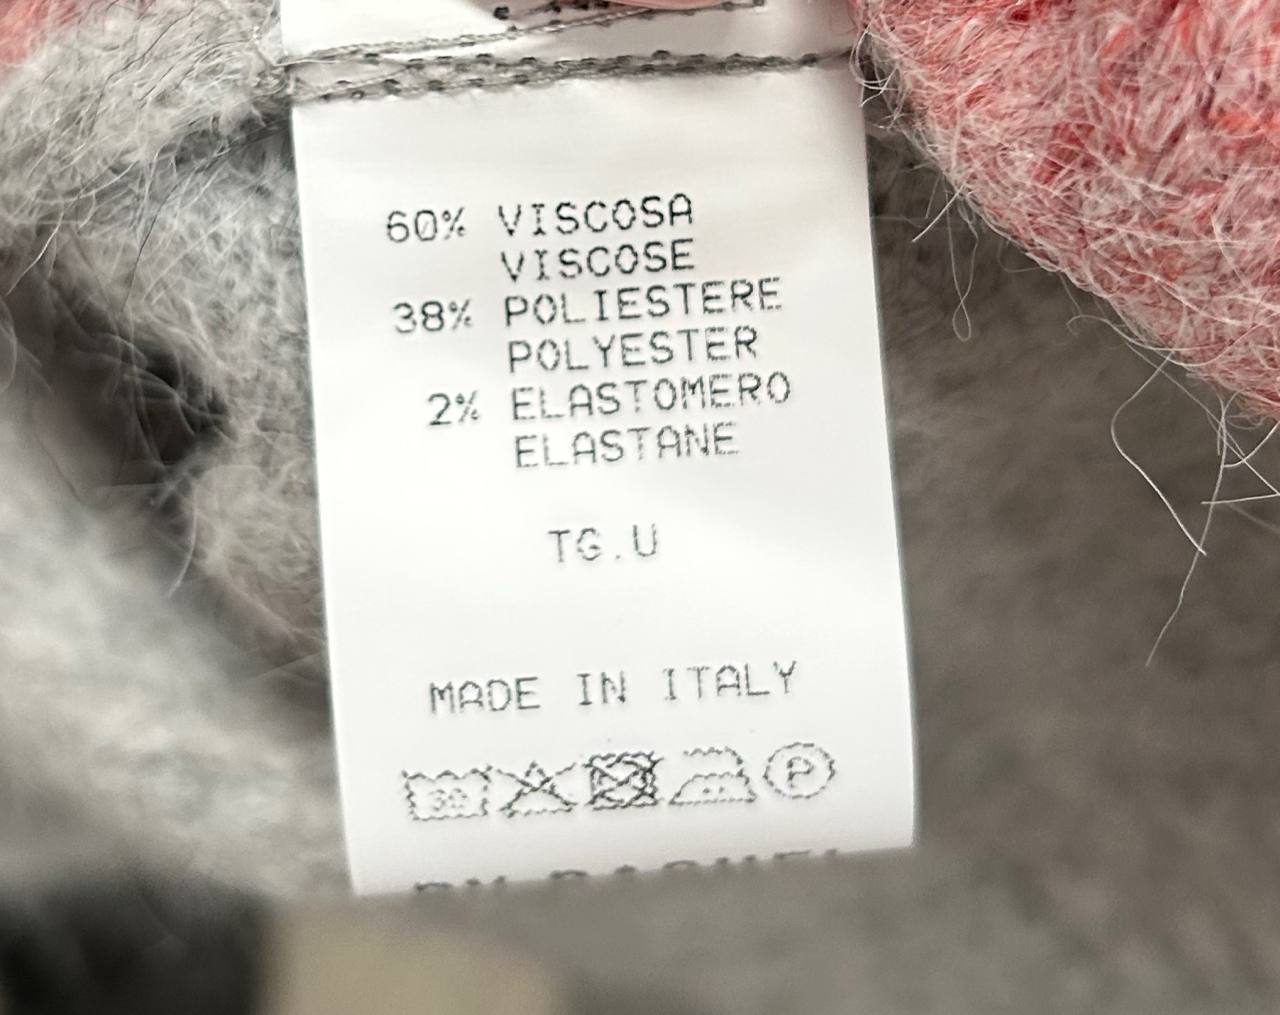 60% VISCOSA
VISCOSE
38% POLIESTERE
POLYESTER
2% ELASTOMERO
ELASTANE
TG.U
MADE IN ITALY
30 P